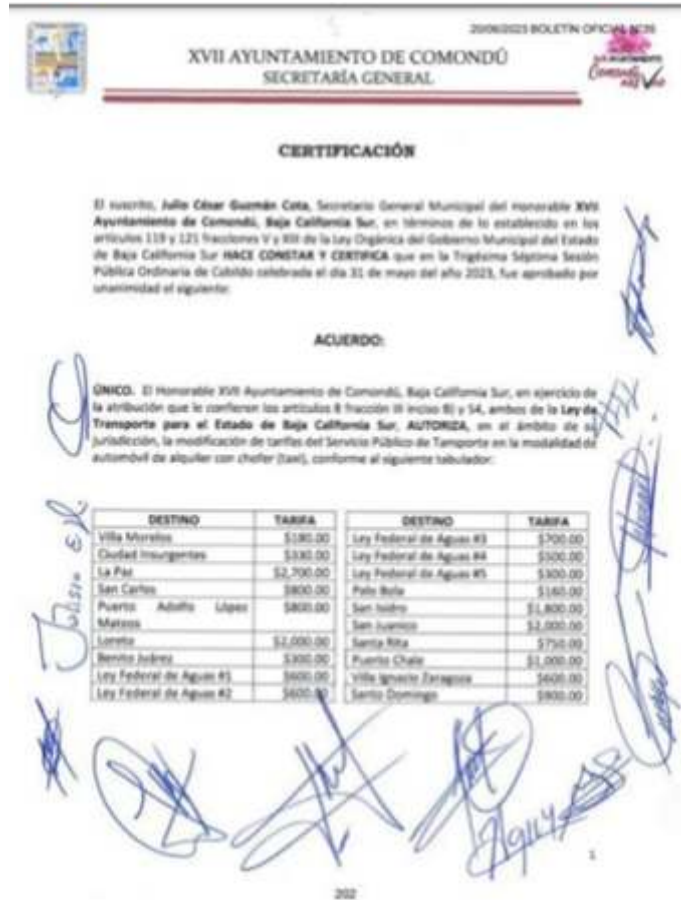 20/06/2023 BOLETÍN OFICIAL N°39
XVII AYUNTAMIENTO DE COMONDÚ
SECRETARÍA GENERAL
CERTIFICACIÓN
El suscrito, Julio César Guzmán Cota, Secretario General Municipal del Honorable XVII
Ayuntamiento de Comondú, Baja California Sur, en términos de lo establecido en los
artículos 119 y 121 fracciones V y XIII de la Ley Orgánica del Gobierno Municipal del Estado
de Baja California Sur HACE CONSTAR Y CERTIFICA que en la Trigésima Séptima Sesión
Pública Ordinaria de Cabildo celebrada el día 31 de mayo del año 2023, fue aprobado por
unanimidad el siguiente:
ACUERDO:
ÚNICO. El Honorable XVII Ayuntamiento de Comondú, Baja California Sur, en ejercicio de
la atribución que le confieren los artículos 8 fracción III inciso B) y 54, ambos de la Ley de
Transporte para el Estado de Baja California Sur, AUTORIZA, en el ámbito de su
jurisdicción, la modificación de tarifas del Servicio Público de Tansporte en la modalidad de
automóvil de alquiler con chofer (taxi), conforme al siguiente tabulador:
DESTINO TARIFA DESTINO TARIFA
Villa Morelos $180.00 Ley Federal de Aguas #3 $700.00
Ciudad Insurgentes $330.00 Ley Federal de Aguas #4 $500.00
La Paz $2,700.00 Ley Federal de Aguas #5 $300.00
San Carlos $800.00 Palo Bola $160.00
Puerto Adolfo López $800.00 San Isidro $1,800.00
Mateos San Juanico $2,000.00
Loreto $2,000.00 Santa Rita $750.00
Benito Juárez $300.00 Puerto Chale $1,000.00
Ley Federal de Aguas #1 $600.00 Villa Ignacio Zaragoza $600.00
Ley Federal de Aguas #2 $600.00 Santo Domingo $900.00
1
202